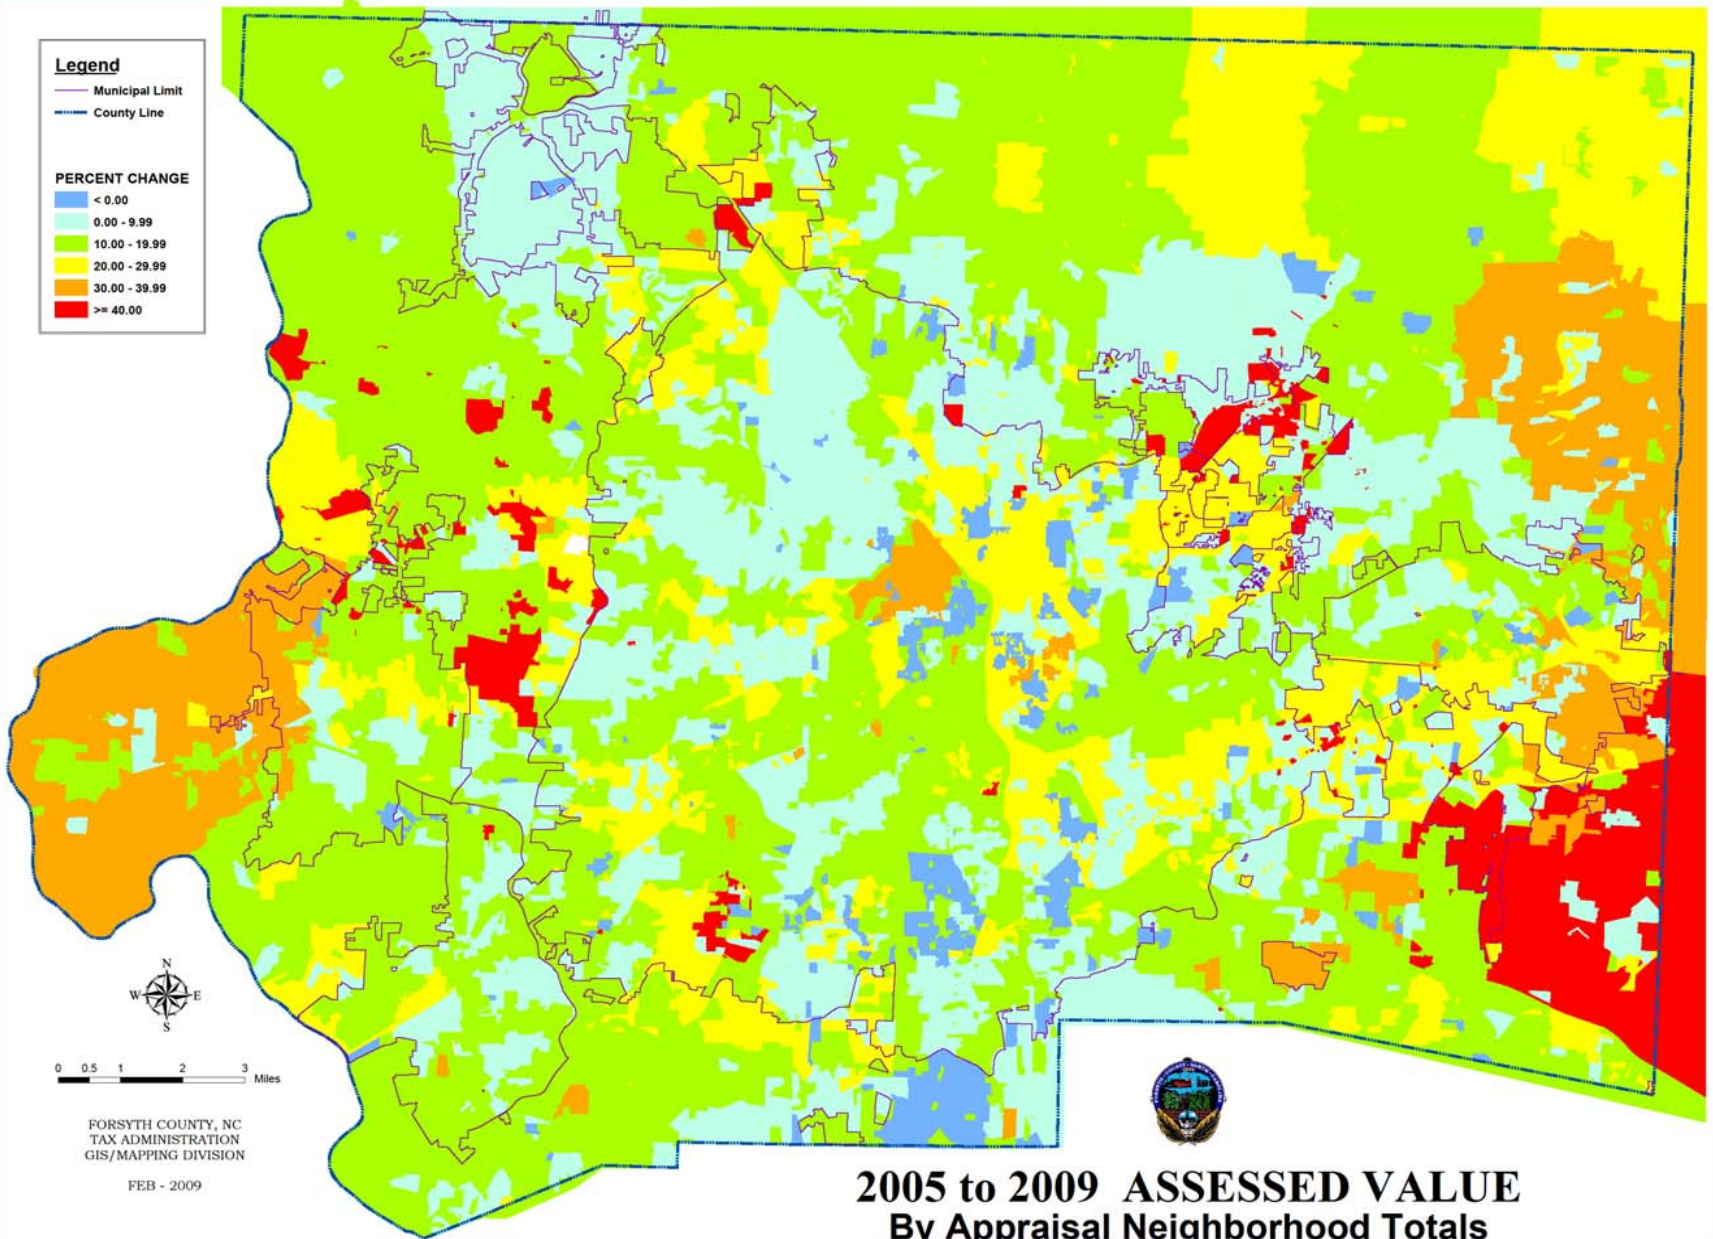 Legend
Municipal Limit
County Line
PERCENT CHANGE
< 0.00
0.00 - 9.99
10.00 - 19.99
20.00 - 29.99
30.00 - 39.99
>= 40.00
N
W E
S
0 0.5 1 2 3
Miles
FORSYTH COUNTY, NC
TAX ADMINISTRATION
GIS/MAPPING DIVISION
FEB - 2009
2005 to 2009 ASSESSED VALUE
By Appraisal Neighborhood Totals